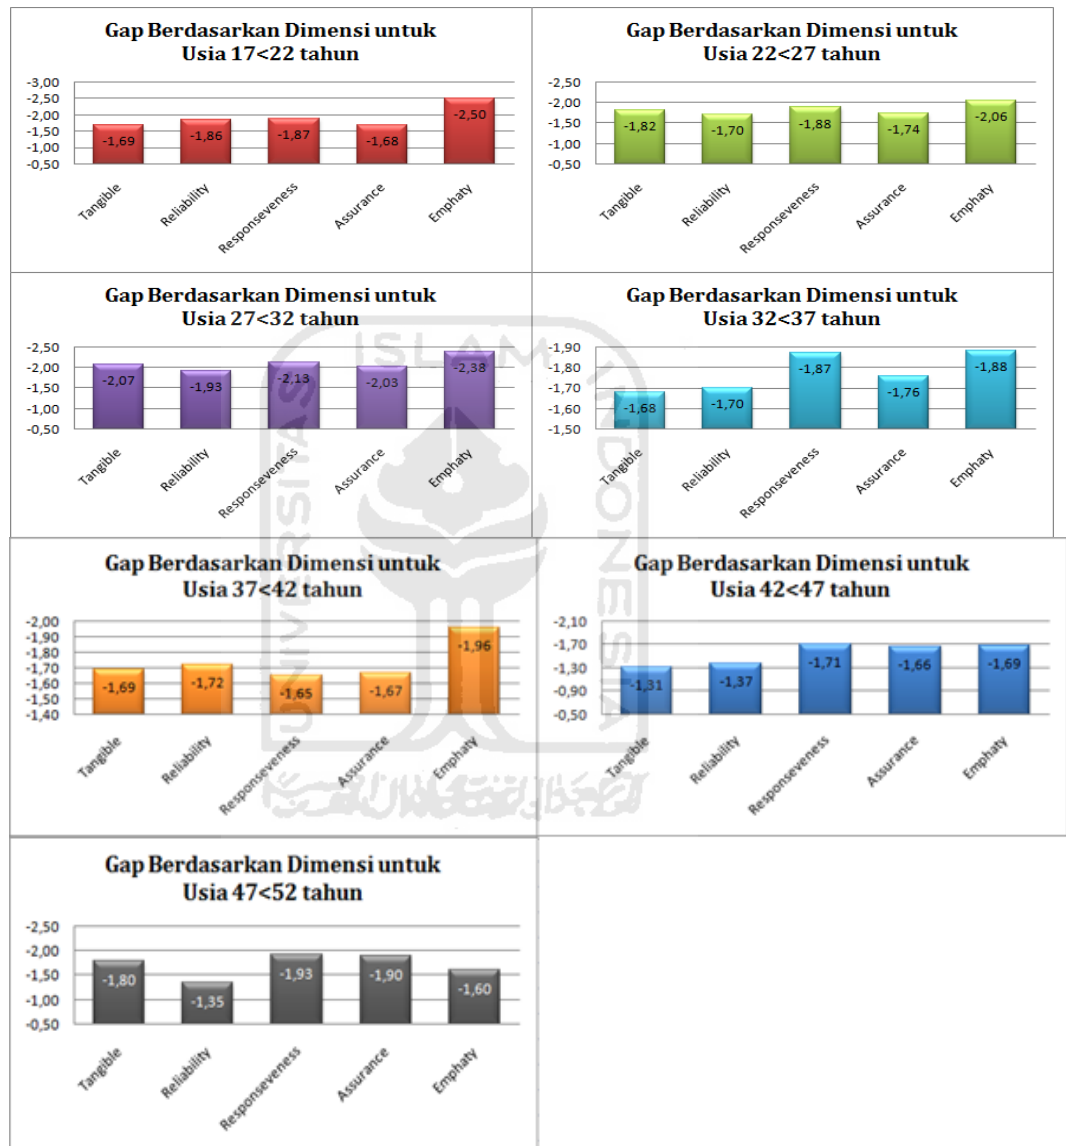 Gap Berdasarkan Dimensi untuk
Usia 17<22 tahun
-3,00
-2,50
-2,00
-1,50
-1,00
-0,50
-1,69
-1,86
-1,87
-1,68
-2,50
Tangible
Reliability
Responseveness
Assurance
Emphaty
Gap Berdasarkan Dimensi untuk
Usia 22<27 tahun
-2,50
-2,00
-1,50
-1,00
-0,50
-1,82
-1,70
-1,88
-1,74
-2,06
Tangible
Reliability
Responseveness
Assurance
Emphaty
Gap Berdasarkan Dimensi untuk
Usia 27<32 tahun
-2,50
-2,00
-1,50
-1,00
-0,50
-2,07
-1,93
-2,13
-2,03
-2,38
Tangible
Reliability
Responseveness
Assurance
Emphaty
Gap Berdasarkan Dimensi untuk
Usia 32<37 tahun
-1,90
-1,80
-1,70
-1,60
-1,50
-1,68
-1,70
-1,87
-1,76
-1,88
Tangible
Reliability
Responseveness
Assurance
Emphaty
Gap Berdasarkan Dimensi untuk
Usia 37<42 tahun
-2,00
-1,90
-1,80
-1,70
-1,60
-1,50
-1,40
-1,69
-1,72
-1,65
-1,67
-1,96
Tangible
Reliability
Responseveness
Assurance
Emphaty
Gap Berdasarkan Dimensi untuk
Usia 42<47 tahun
-2,10
-1,70
-1,30
-0,90
-0,50
-1,31
-1,37
-1,71
-1,66
-1,69
Tangible
Reliability
Responseveness
Assurance
Emphaty
Gap Berdasarkan Dimensi untuk
Usia 47<52 tahun
-2,50
-2,00
-1,50
-1,00
-0,50
-1,80
-1,35
-1,93
-1,90
-1,60
Tangible
Reliability
Responseveness
Assurance
Emphaty
UNIVERSITAS
ISLAM
INDONESIA